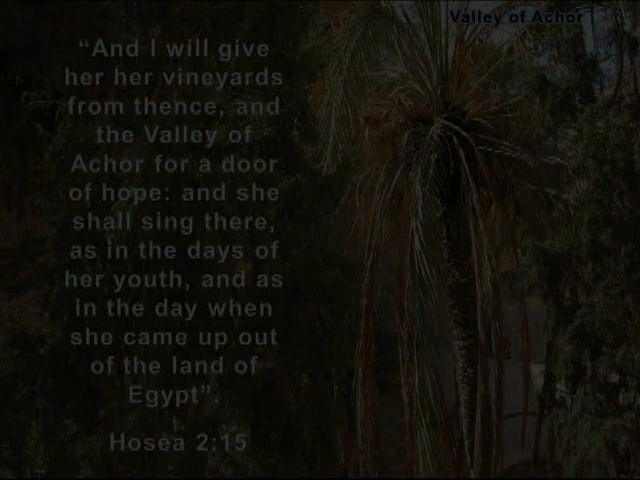 Valley of Achor
“And I will give
her her vineyards
from thence, and
the Valley of
Achor for a door
of hope: and she
shall sing there,
as in the days of
her youth, and as
in the day when
she came up out
of the land of
Egypt”.
Hosea 2:15